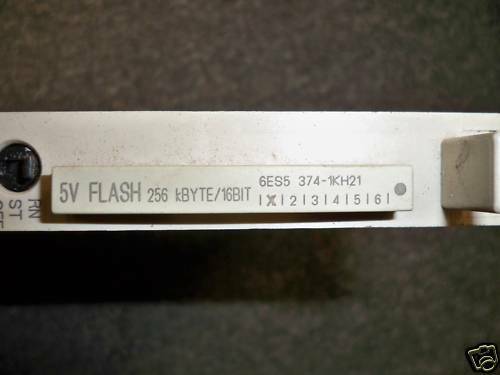 5V FLASH 256 kBYTE/16BIT
6ES5 374-1KH21
|X|2|3|4|5|6|
RN
ST